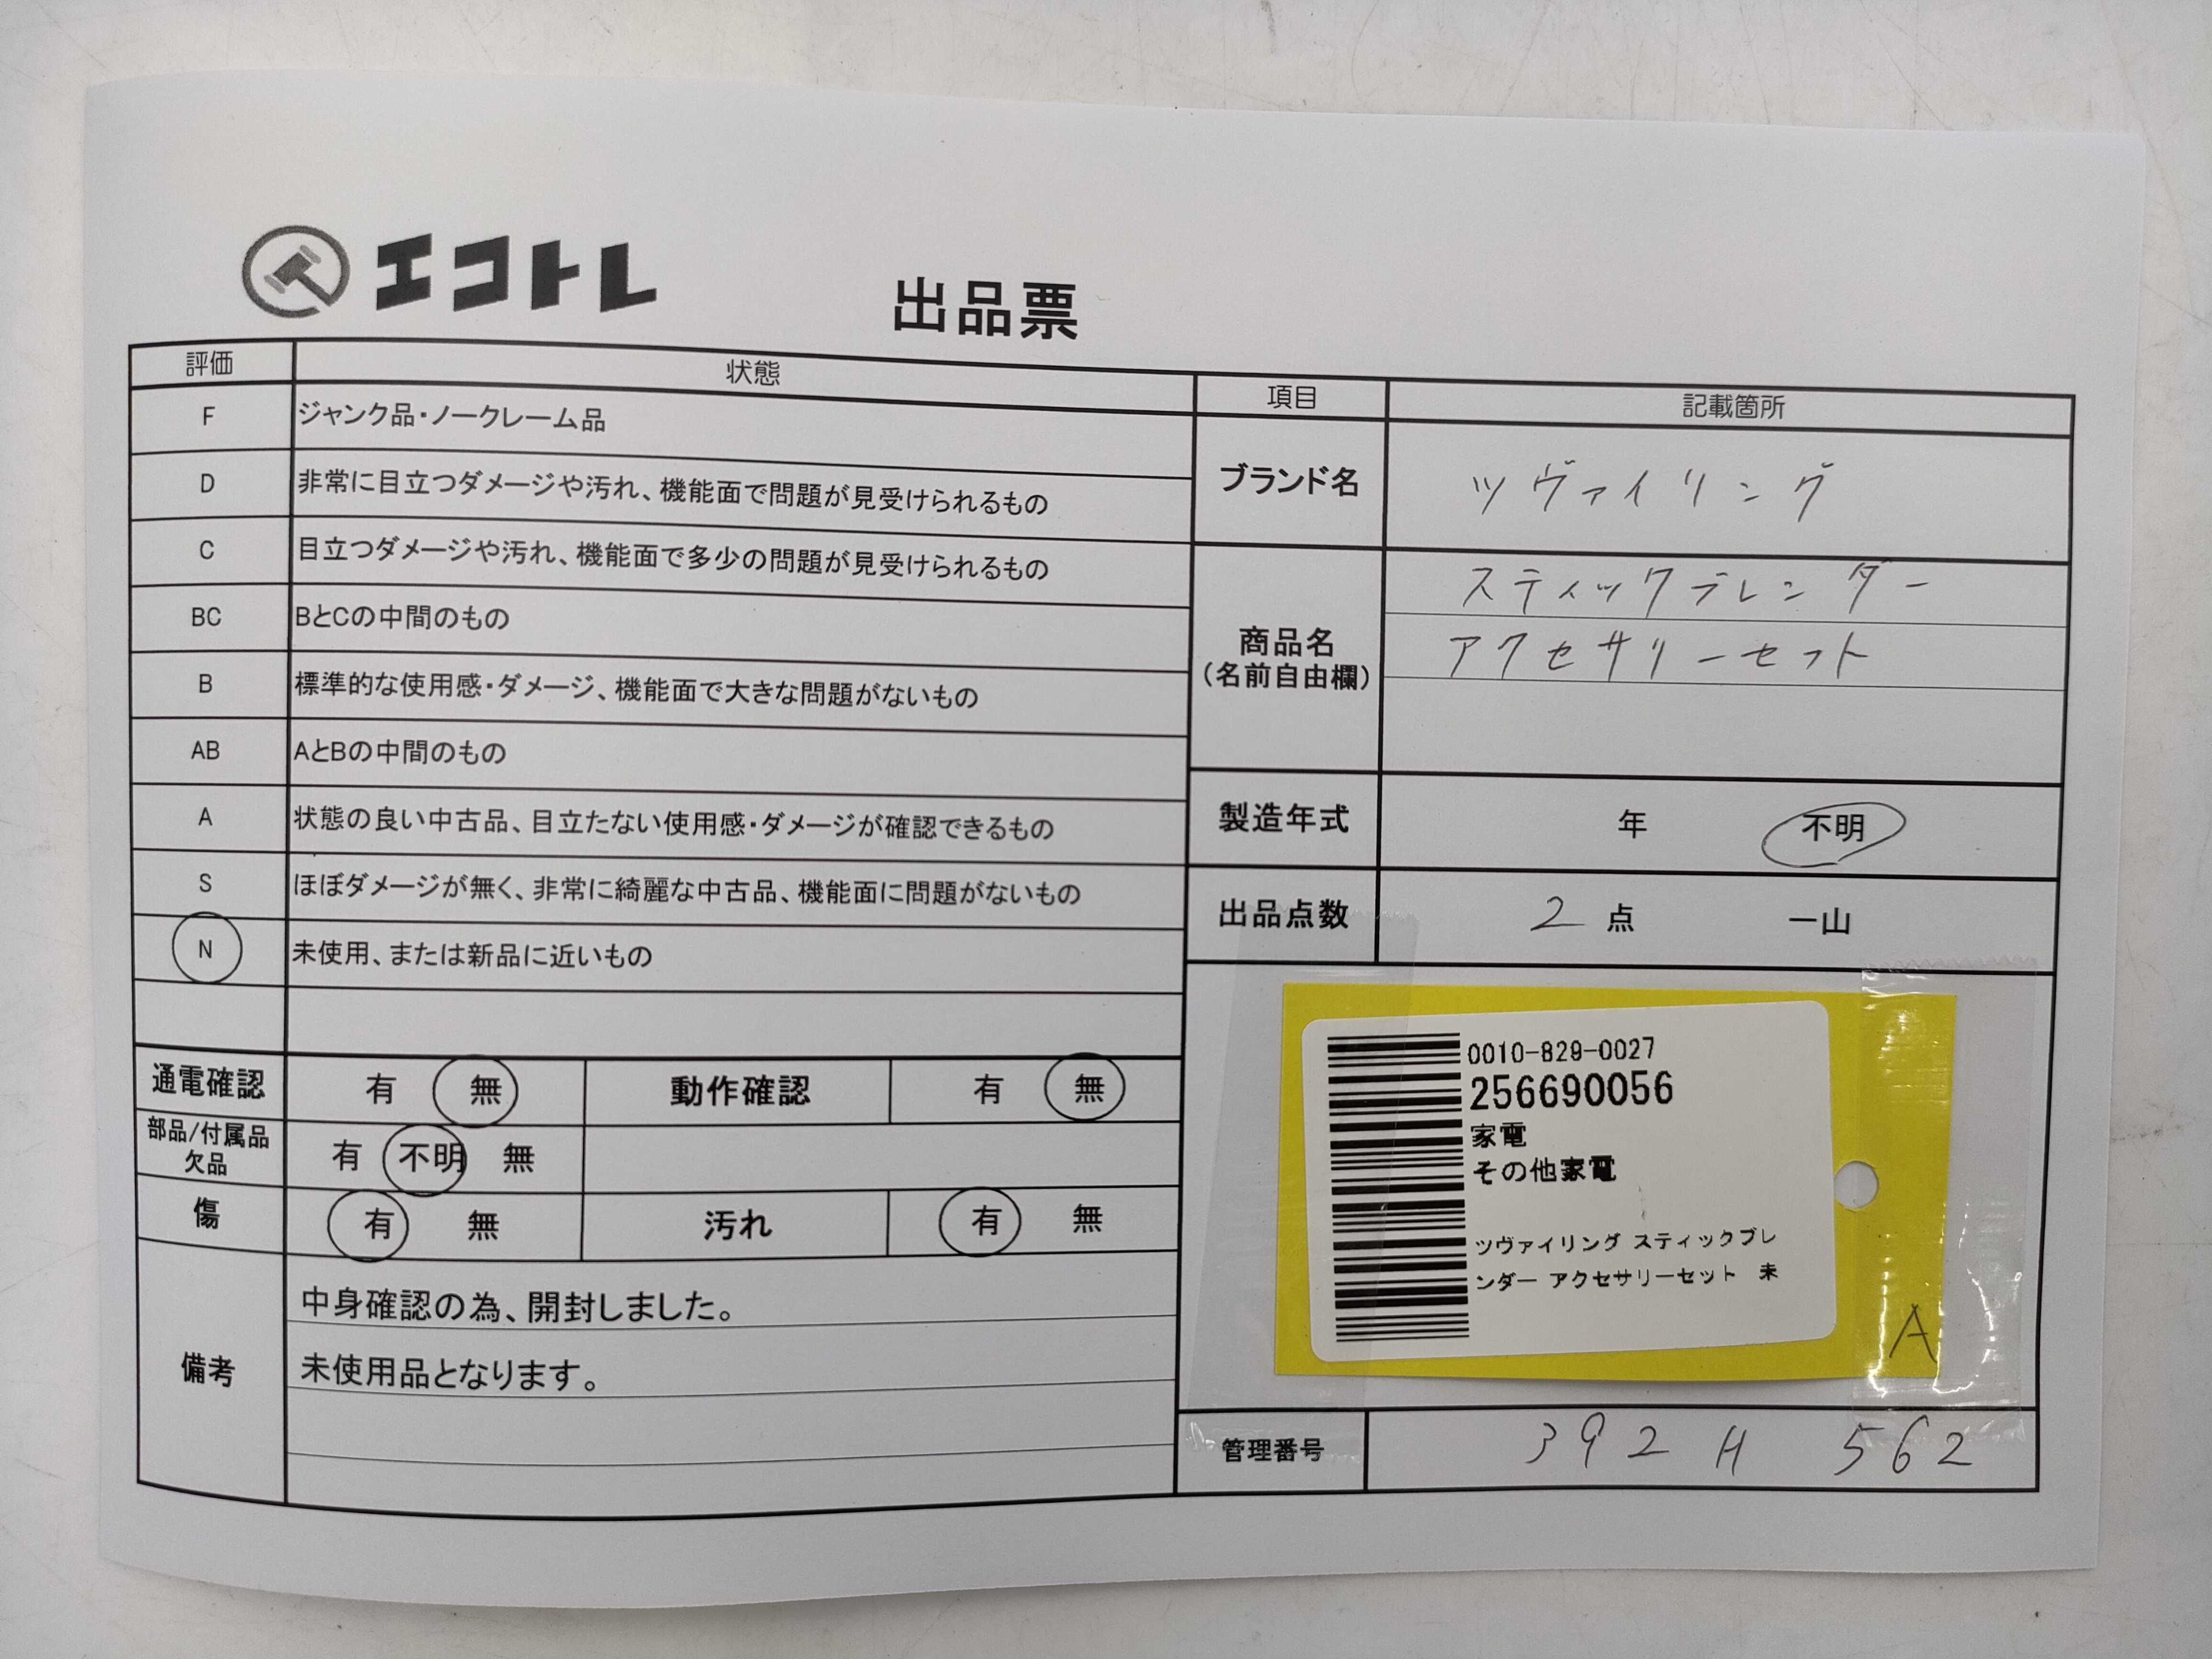 エコトレ
出品票
評価 状態
F ジャンク品・ノークレーム品
D 非常に目立つダメージや汚れ、機能面で問題が見受けられるもの
C 目立つダメージや汚れ、機能面で多少の問題が見受けられるもの
BC BとCの中間のもの
B 標準的な使用感・ダメージ、機能面で大きな問題がないもの
AB AとBの中間のもの
A 状態の良い中古品、目立たない使用感・ダメージが確認できるもの
S ほぼダメージが無く、非常に綺麗な中古品、機能面に問題がないもの
N 未使用、または新品に近いもの
通電確認 有 無 動作確認 有 無
部品/付属品
欠品 有 不明 無
傷 有 無 汚れ 有 無
備考
中身確認の為、開封しました。
未使用品となります。
項目 記載箇所
ブランド名 ツヴァイリング
商品名
(名前自由欄)
スティックブレンダー
アクセサリーセット
製造年式 年 不明
出品点数 2 点 一山
0010-829-0027
256690056
家電
その他家電
ツヴァイリング スティックブレ
ンダー アクセサリーセット 未
A
管理番号 392H 562